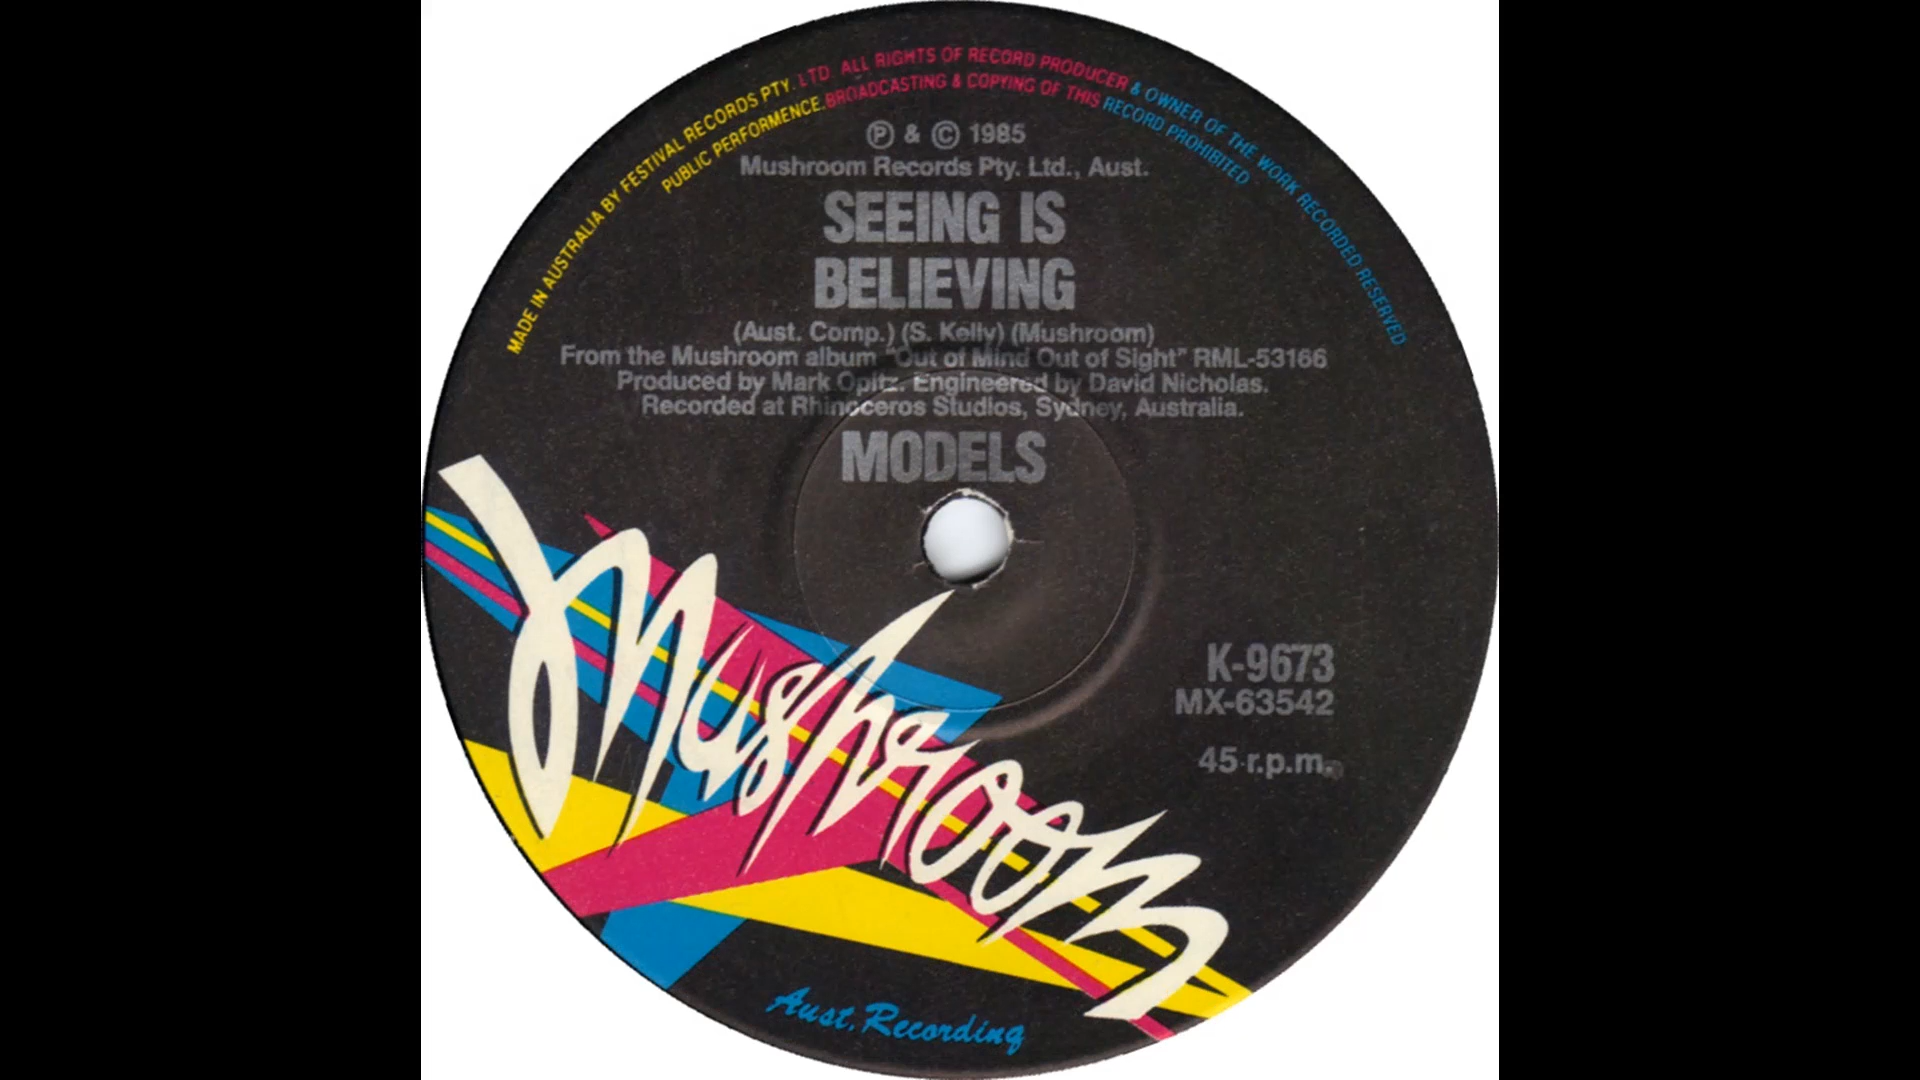 MADE IN AUSTRALIA BY FESTIVAL RECORDS PTY. LTD. ALL RIGHTS OF RECORD PRODUCER & OWNER OF THE WORK RECORDED RESERVED
PUBLIC PERFORMENCE. BROADCASTING & COPYING OF THIS RECORD PROHIBITED
Ⓟ & © 1985
Mushroom Records Pty. Ltd., Aust.
SEEING IS
BELIEVING
(Aust. Comp.) (S. Kelly) (Mushroom)
From the Mushroom album "Out of Mind Out of Sight" RML-53166
Produced by Mark Opitz. Engineered by David Nicholas.
Recorded at Rhinoceros Studios, Sydney, Australia.
MODELS
K-9673
MX-63542
45 r.p.m.
Mushroom
Aust. Recording